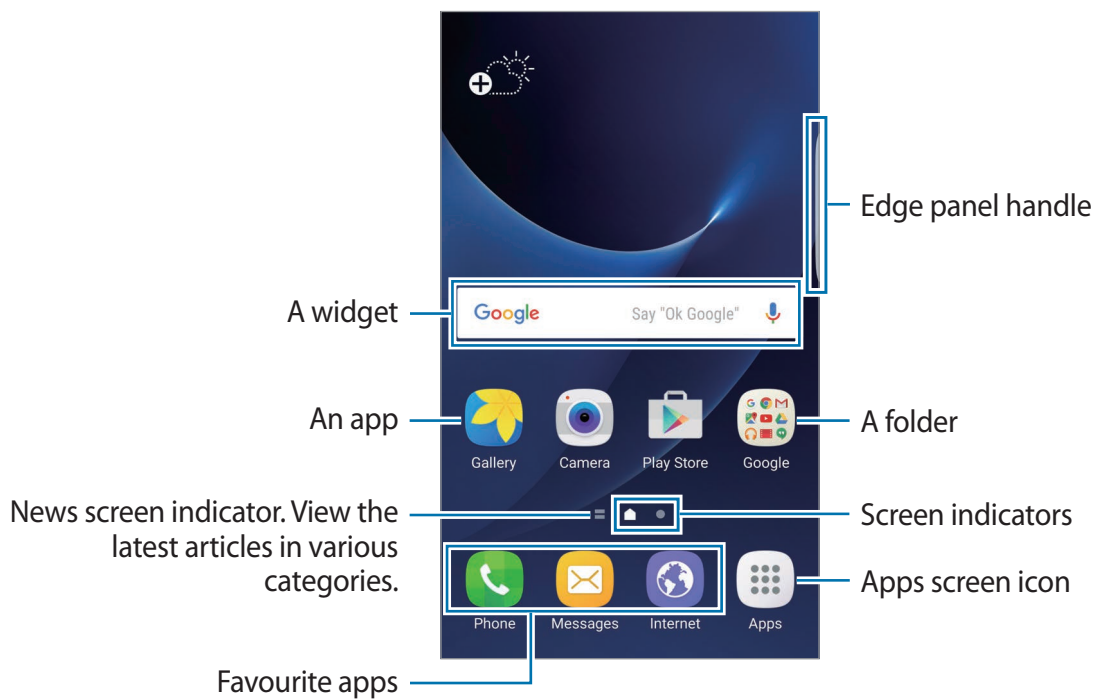 Edge panel handle
A widget
Google Say "Ok Google"
An app
A folder
Gallery Camera Play Store Google
News screen indicator. View the
latest articles in various
categories.
Screen indicators
Apps screen icon
Phone Messages Internet Apps
Favourite apps